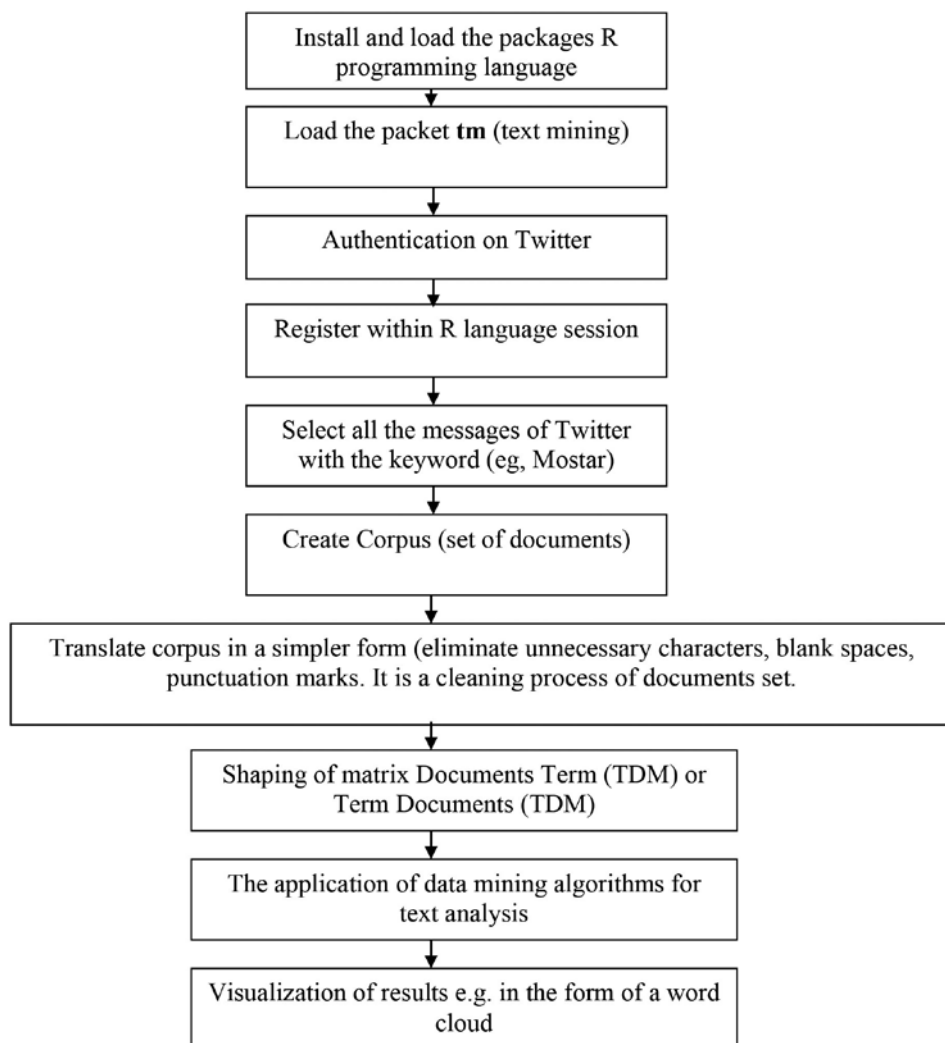 Install and load the packages R
programming language
Load the packet tm (text mining)
Authentication on Twitter
Register within R language session
Select all the messages of Twitter
with the keyword (eg, Mostar)
Create Corpus (set of documents)
Translate corpus in a simpler form (eliminate unnecessary characters, blank spaces,
punctuation marks. It is a cleaning process of documents set.
Shaping of matrix Documents Term (TDM) or
Term Documents (TDM)
The application of data mining algorithms for
text analysis
Visualization of results e.g. in the form of a word
cloud